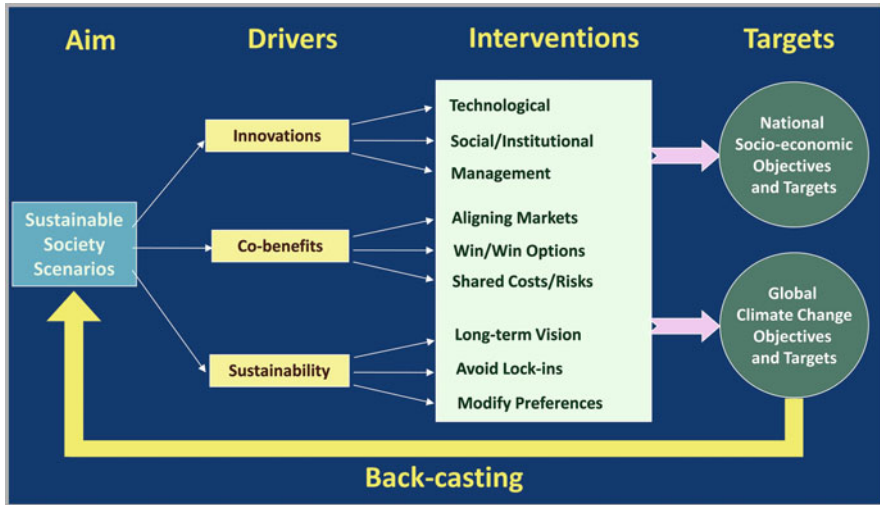 Aim
Drivers
Interventions
Targets
Sustainable
Society
Scenarios
Innovations
Co-benefits
Sustainability
Technological
Social/Institutional
Management
Aligning Markets
Win/Win Options
Shared Costs/Risks
Long-term Vision
Avoid Lock-ins
Modify Preferences
National
Socio-economic
Objectives
and Targets
Global
Climate Change
Objectives
and Targets
Back-casting